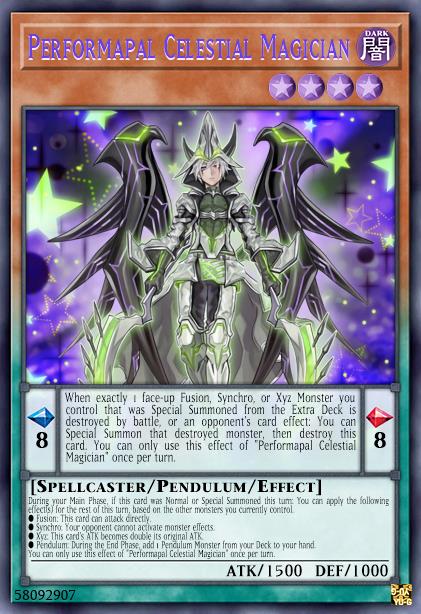 Performapal Celestial Magician
DARK
闇
When exactly 1 face-up Fusion, Synchro, or Xyz Monster you
control that was Special Summoned from the Extra Deck is
destroyed by battle, or an opponent's card effect: You can
Special Summon that destroyed monster, then destroy this
card. You can only use this effect of "Performapal Celestial
Magician" once per turn.
8
8
[Spellcaster/Pendulum/Effect]
During your Main Phase, if this card was Normal or Special Summoned this turn: You can apply the following
effect(s) for the rest of this turn, based on the other monsters you currently control.
● Fusion: This card can attack directly.
● Synchro: Your opponent cannot activate monster effects.
● Xyz: This card's ATK becomes double its original ATK.
● Pendulum: During the End Phase, add 1 Pendulum Monster from your Deck to your hand.
You can only use this effect of "Performapal Celestial Magician" once per turn.
ATK/1500 DEF/1000
58092907